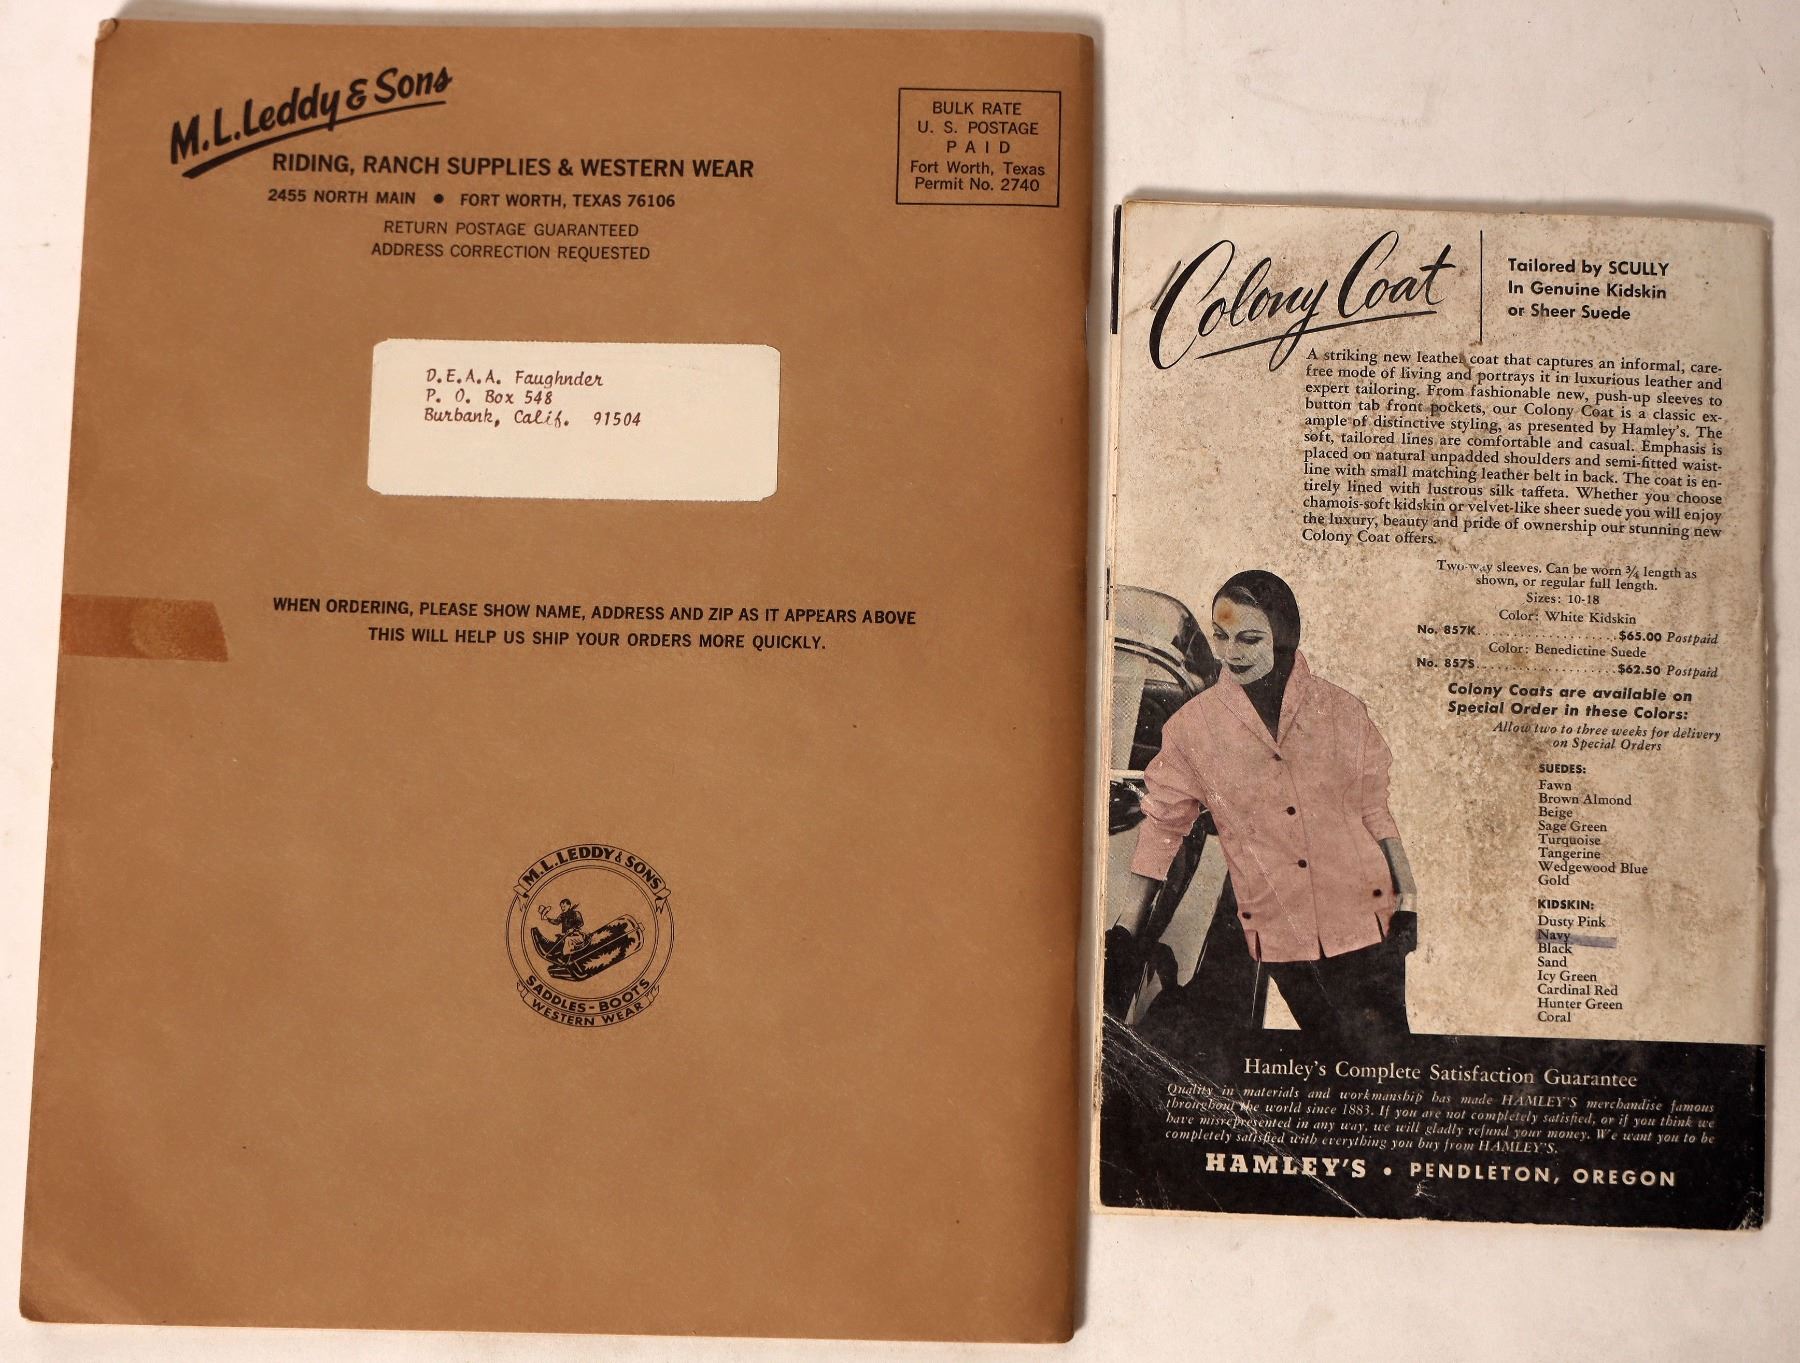 M.L.Leddy & Sons
RIDING, RANCH SUPPLIES & WESTERN WEAR
2455 NORTH MAIN • FORT WORTH, TEXAS 76106
RETURN POSTAGE GUARANTEED
ADDRESS CORRECTION REQUESTED
BULK RATE
U. S. POSTAGE
PAID
Fort Worth, Texas
Permit No. 2740
D.E.A.A. Faughnder
P. O. Box 548
Burbank, Calif. 91504
WHEN ORDERING, PLEASE SHOW NAME, ADDRESS AND ZIP AS IT APPEARS ABOVE
THIS WILL HELP US SHIP YOUR ORDERS MORE QUICKLY.
M.L.LEDDY & SONS
SADDLES-BOOTS
WESTERN WEAR
Colony Coat
Tailored by SCULLY
In Genuine Kidskin
or Sheer Suede
A striking new leather coat that captures an informal, care-
free mode of living and portrays it in luxurious leather and
expert tailoring. From fashionable new, push-up sleeves to
button tab front pockets, our Colony Coat is a classic ex-
ample of distinctive styling, as presented by Hamley's. The
soft, tailored lines are comfortable and casual. Emphasis is
placed on natural unpadded shoulders and semi-fitted waist-
line with small matching leather belt in back. The coat is en-
tirely lined with lustrous silk taffeta. Whether you choose
chamois-soft kidskin or velvet-like sheer suede you will enjoy
the luxury, beauty and pride of ownership our stunning new
Colony Coat offers.
Two-way sleeves. Can be worn ¾ length as
shown, or regular full length.
Sizes: 10-18
Color: White Kidskin
No. 857K....................$65.00 Postpaid
Color: Benedictine Suede
No. 857S....................$62.50 Postpaid
Colony Coats are available on
Special Order in these Colors:
Allow two to three weeks for delivery
on Special Orders
SUEDES:
Fawn
Brown Almond
Beige
Sage Green
Turquoise
Tangerine
Wedgewood Blue
Gold
KIDSKIN:
Dusty Pink
Navy
Black
Sand
Icy Green
Cardinal Red
Hunter Green
Coral
Hamley's Complete Satisfaction Guarantee
Quality in materials and workmanship has made HAMLEY'S merchandise famous
throughout the world since 1883. If you are not completely satisfied, or if you think we
have misrepresented in any way, we will gladly refund your money. We want you to be
completely satisfied with everything you buy from HAMLEY'S.
HAMLEY'S • PENDLETON, OREGON